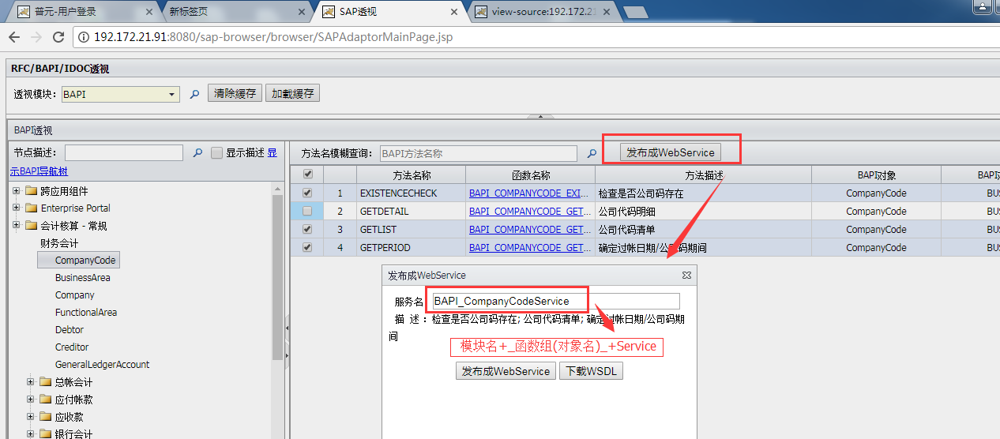 普元-用户登录
新标签页
SAP透视
view-source:192.172.21
192.172.21.91:8080/sap-browser/browser/SAPAdaptorMainPage.jsp
RFC/BAPI/IDOC透视
透视模块: BAPI 清除缓存 加载缓存
BAPI透视
节点描述: 显示描述 显
示BAPI导航树
跨应用组件
Enterprise Portal
会计核算 - 常规
财务会计
CompanyCode
BusinessArea
Company
FunctionalArea
Debtor
Creditor
GeneralLedgerAccount
总帐会计
应付帐款
应收款
银行会计
方法名模糊查询: BAPI方法名称 发布成WebService
方法名称 函数名称 方法描述 BAPI对象 BAPI
1 EXISTENCECHECK BAPI_COMPANYCODE_EXI... 检查是否公司码存在 CompanyCode BUS
2 GETDETAIL BAPI_COMPANYCODE_GET... 公司代码明细 CompanyCode BUS
3 GETLIST BAPI_COMPANYCODE_GET... 公司代码清单 CompanyCode BUS
4 GETPERIOD BAPI_COMPANYCODE_GET... 确定过帐日期/公司码期间 CompanyCode BUS
发布成WebService
服务名 BAPI_CompanyCodeService
描 述 : 检查是否公司码存在; 公司代码清单; 确定过帐日期/公司码期
间
模块名+_函数组(对象名)_+Service
发布成WebService 下载WSDL